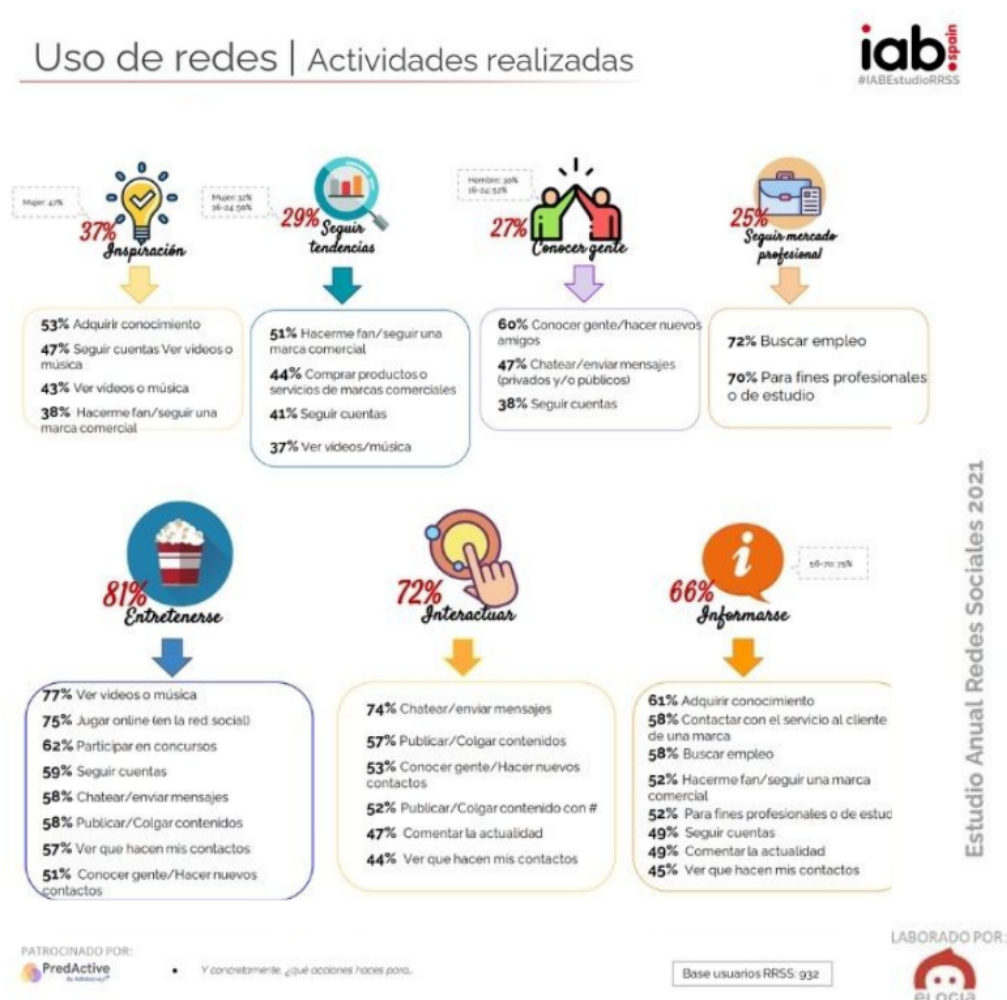 Uso de redes | Actividades realizadas
iab:
spain
#IABEstudioRRSS
Mujer: 47%
37%
Inspiración
53% Adquirir conocimiento
47% Seguir cuentas Ver videos o
música
43% Ver vídeos o música
38% Hacerme fan/seguir una
marca comercial
Mujer: 32%
16-24:50%
29%
Seguir
tendencias
51% Hacerme fan/seguir una
marca comercial
44% Comprar productos o
servicios de marcas comerciales
41% Seguir cuentas
37% Ver vídeos/música
Hombre: 30%
16-24: 52%
27%
Conocer gente
60% Conocer gente/hacer nuevos
amigos
47% Chatear/enviar mensajes
(privados y/o públicos)
38% Seguir cuentas
25%
Seguir mercado
profesional
72% Buscar empleo
70% Para fines profesionales
o de estudio
81%
Entretenerse
77% Ver videos o música
75% Jugar online (en la red social)
62% Participar en concursos
59% Seguir cuentas
58% Chatear/enviar mensajes
58% Publicar/Colgar contenidos
57% Ver que hacen mis contactos
51% Conocer gente/Hacer nuevos
contactos
72%
Interactuar
74% Chatear/enviar mensajes
57% Publicar/Colgar contenidos
53% Conocer gente/Hacer nuevos
contactos
52% Publicar/Colgar contenido con #
47% Comentar la actualidad
44% Ver que hacen mis contactos
56-70: 75%
66%
Informarse
61% Adquirir conocimiento
58% Contactar con el servicio al cliente
de una marca
58% Buscar empleo
52% Hacerme fan/seguir una marca
comercial
52% Para fines profesionales o de estud
49% Seguir cuentas
49% Comentar la actualidad
45% Ver que hacen mis contactos
Estudio Anual Redes Sociales 2021
PATROCINADO POR:
PredActive
• Y concretamente, ¿qué acciones haces para...
Base usuarios RRSS: 932
LABORADO POR:
elogia